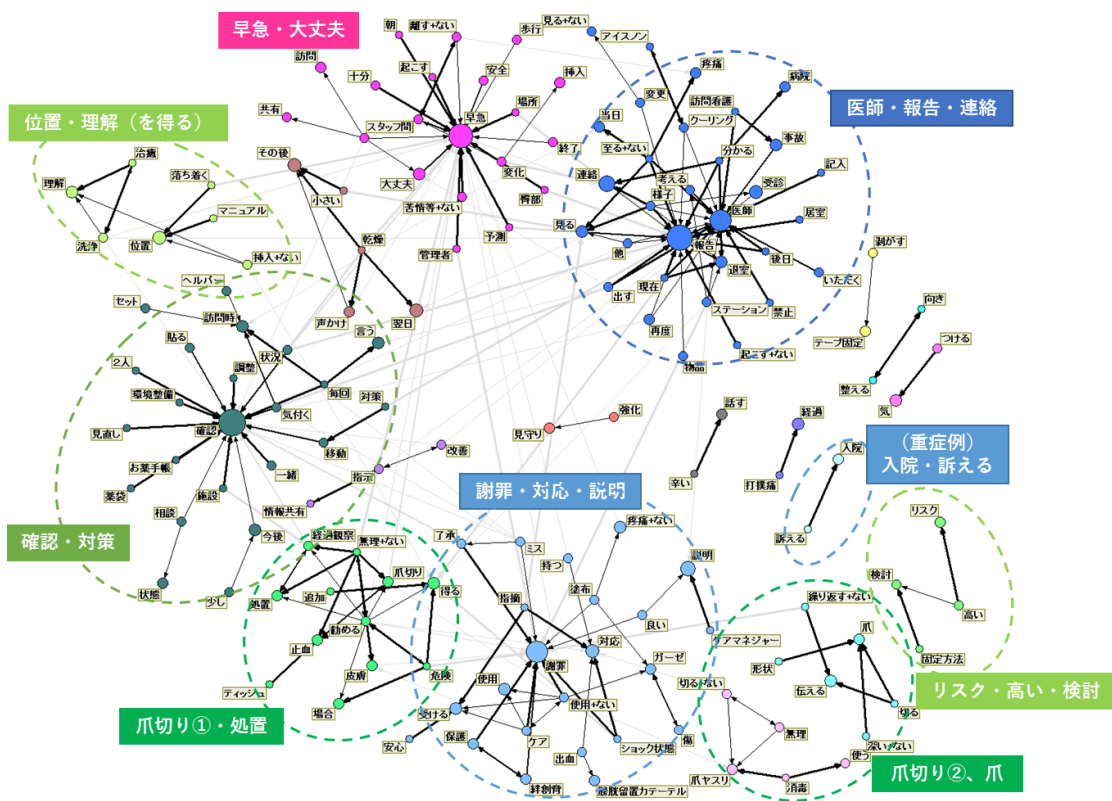 早急・大丈夫
朝
離す+ない
見る+ない
歩行
アイスノン
訪問
起こす
安全
疼痛
病院
十分
挿入
変更
訪問看護
共有
場所
当日
クーリング
事故
医師・報告・連絡
スタッフ間
早急
至る+ない
分かる
位置・理解（を得る）
その後
終了
記入
治癒
大丈夫
変化
連絡
考える
受診
理解
落ち着く
小さい
苦情等+ない
臀部
様子
医師
居室
マニュアル
見る
洗浄
位置
乾燥
予測
報告
管理者
他
後日
剥がす
挿入+ない
退室
いただく
ヘルパー
現在
出す
ステーション
禁止
向き
セット
訪問時
声かけ
翌日
言う
再度
テープ固定
つける
貼る
状況
起こす+ない
2人
調整
物品
整える
環境整備
毎回
対策
気
気付く
話す
経過
見直し
確認
強化
見守り
移動
改善
（重症例）
入院・訴える
入院
お薬手帳
一緒
指示
辛い
打撲痛
薬袋
施設
情報共有
謝罪・対応・説明
リスク
相談
訴える
確認・対策
今後
経過観察
無理+ない
了承
ミス
疼痛+ない
説明
検討
状態
少し
爪切り
持つ
処置
追加
得る
指摘
塗布
繰り返す+ない
高い
勧める
良い
爪
止血
対応
ケアマネジャー
固定方法
皮膚
危険
謝罪
ガーゼ
形状
伝える
ティッシュ
使用
切る+ない
リスク・高い・検討
場合
受ける
使用+ない
切る
爪切り①・処置
ケア
無理
安心
保護
ショック状態
傷
深い+ない
出血
爪ヤスリ
使う
爪切り②、爪
絆創膏
膀胱留置カテーテル
消毒